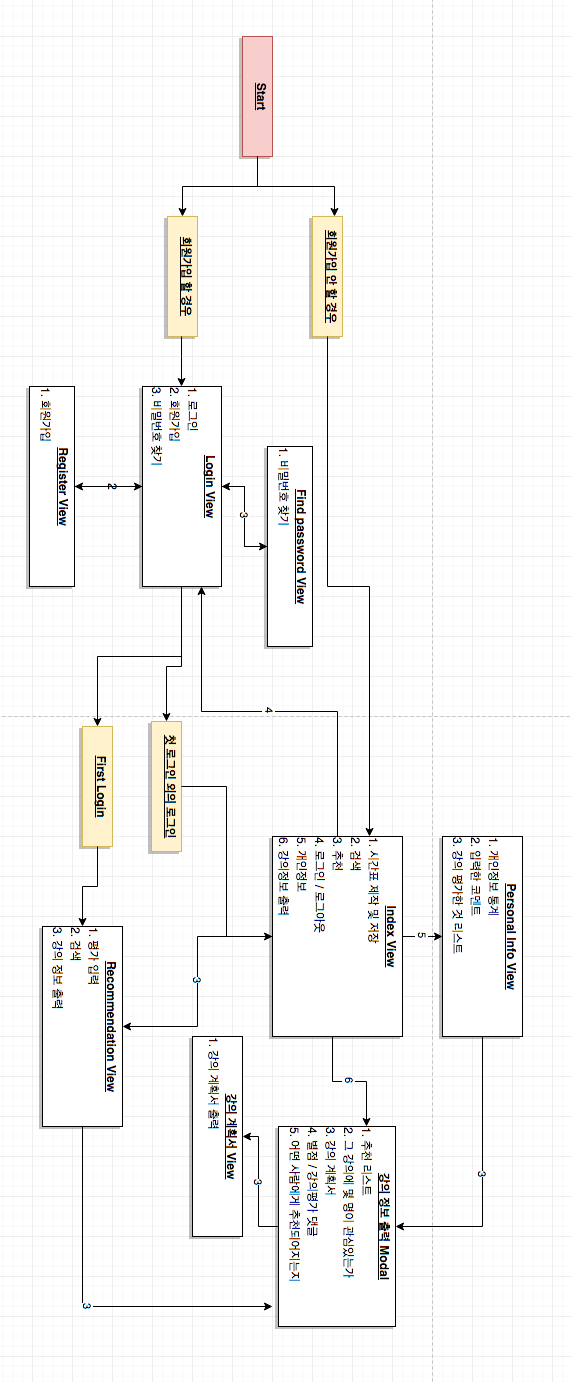 Start
회원가입 안 할 경우
회원가입 할 경우
Find password View
1. 비밀번호 찾기
Login View
1. 로그인
2. 회원가입
3. 비밀번호 찾기
Register View
1. 회원가입
3
2
4
첫 로그인 외의 로그인
First Login
Personal Info View
1. 개인정보 통계
2. 입력한 코멘트
3. 강의 평가한 것 리스트
5
Index View
1. 시간표 제작 및 저장
2. 검색
3. 추천
4. 로그인 / 로그아웃
5. 개인정보
6. 강의정보 출력
3
Recommendation View
1. 평가 입력
2. 검색
3. 강의 정보 출력
6
3
강의 계획서 View
1. 강의 계획서 출력
3
강의 정보 출력 Modal
1. 추천 리스트
2. 그 강의에 몇 명이 관심있는가
3. 강의 계획서
4. 별점 / 강의평가 댓글
5. 어떤 사람에게 추천되어지는지
3